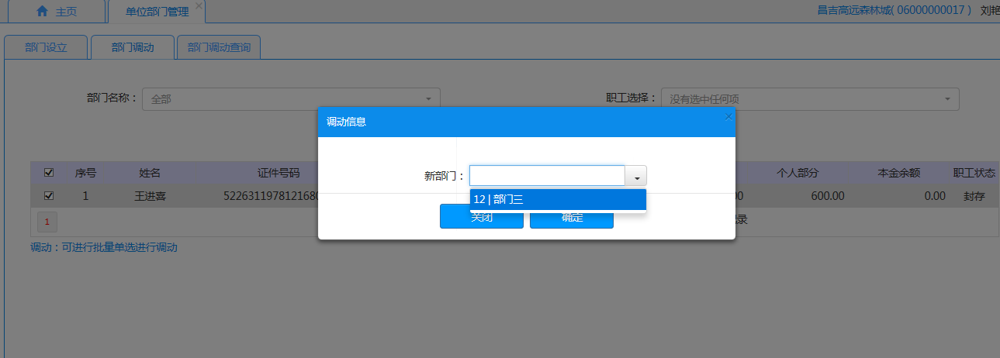 主页 单位部门管理 昌吉高远森林城( 06000000017 ) 刘艳
部门设立 部门调动 部门调动查询
部门名称： 全部 职工选择： 没有选中任何项
调动信息
序号 姓名 证件号码 个人部分 本金余额 职工状态
新部门：
1 王进喜 5226311978121680 00 600.00 0.00 封存
12 | 部门三
1 关闭 确定 录
调动：可进行批量单选进行调动